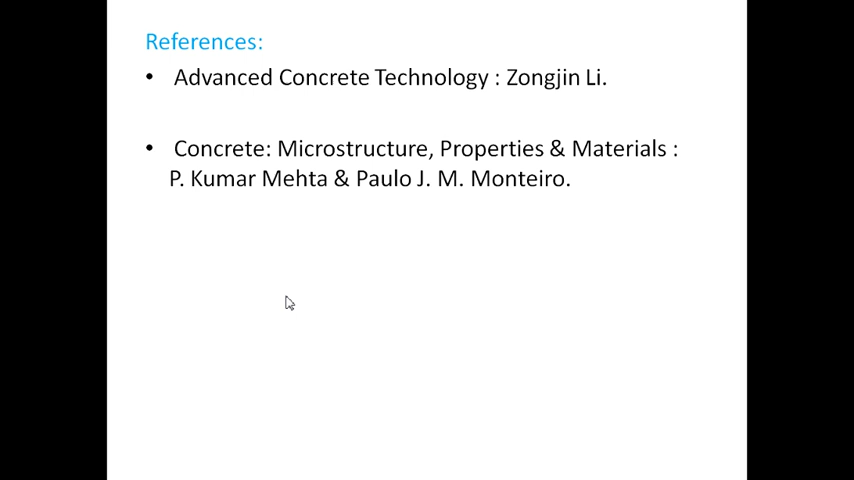 References:
• Advanced Concrete Technology : Zongjin Li.
• Concrete: Microstructure, Properties & Materials :
P. Kumar Mehta & Paulo J. M. Monteiro.